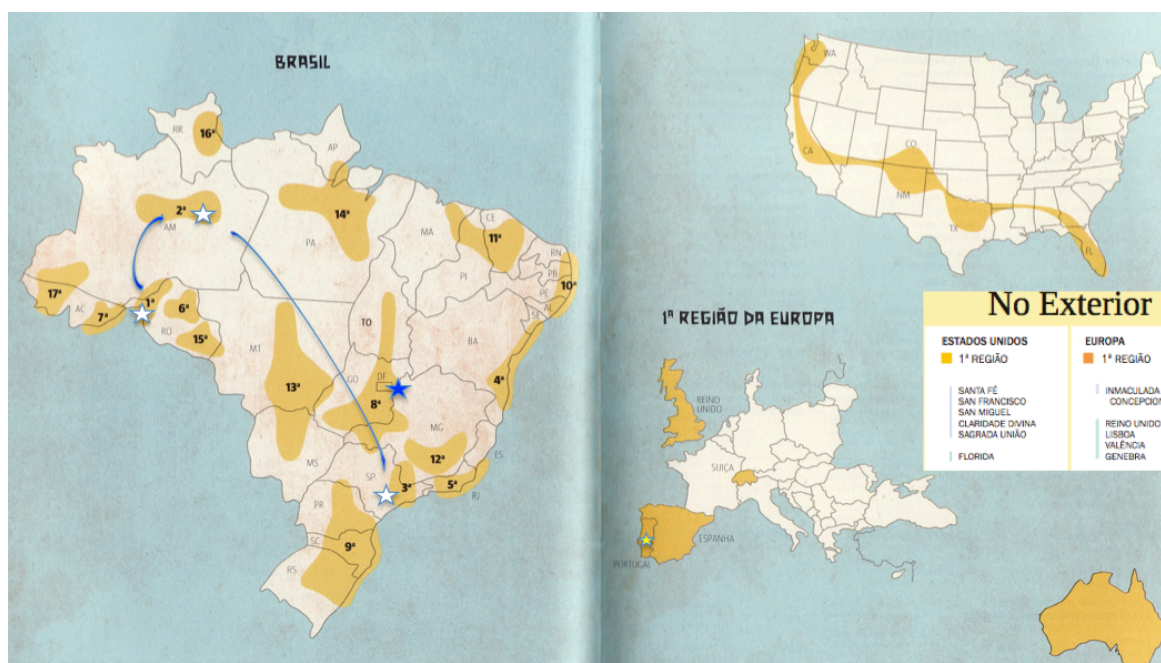 BRASIL
RR
16ª
AP
2ª
AM
14ª
PA
MA
CE
11ª
RN
PB
PE
AL
SE
10ª
PI
17ª
AC
7ª
1ª
6ª
RO
15ª
MT
TO
BA
GO
DF
4ª
13ª
8ª
MG
ES
MS
SP
12ª
3ª
5ª
RJ
PR
SC
9ª
RS
WA
CA
CO
NM
TX
FL
1ª REGIÃO DA EUROPA
REINO
UNIDO
SUIÇA
ESPANHA
PORTUGAL
No Exterior
ESTADOS UNIDOS
1ª REGIÃO
SANTA FÉ
SAN FRANCISCO
SAN MIGUEL
CLARIDADE DIVINA
SAGRADA UNIÃO
FLORIDA
EUROPA
1ª REGIÃO
INMACULADA
CONCEPCION
REINO UNIDO
LISBOA
VALÊNCIA
GENEBRA